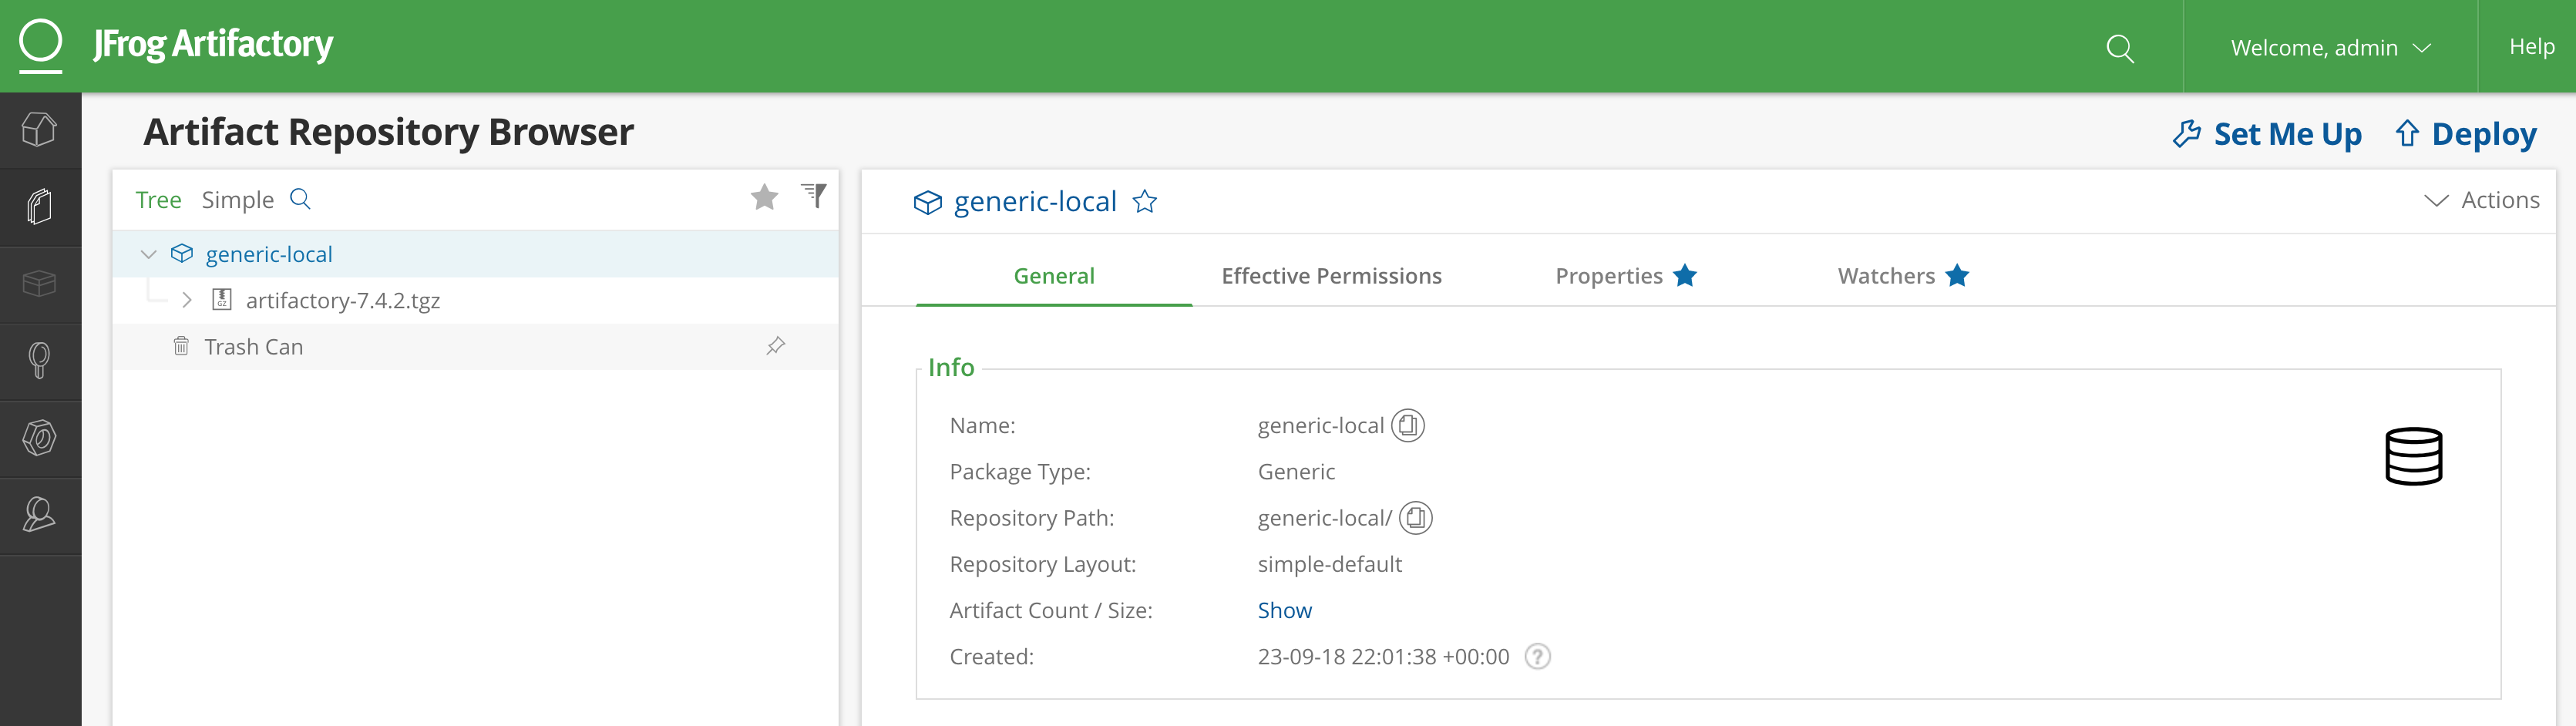 JFrog Artifactory
Welcome, admin
Help
Artifact Repository Browser
Set Me Up
Deploy
Tree Simple
generic-local
artifactory-7.4.2.tgz
Trash Can
generic-local
Actions
General Effective Permissions Properties Watchers
Info
Name: generic-local
Package Type: Generic
Repository Path: generic-local/
Repository Layout: simple-default
Artifact Count / Size: Show
Created: 23-09-18 22:01:38 +00:00 ?